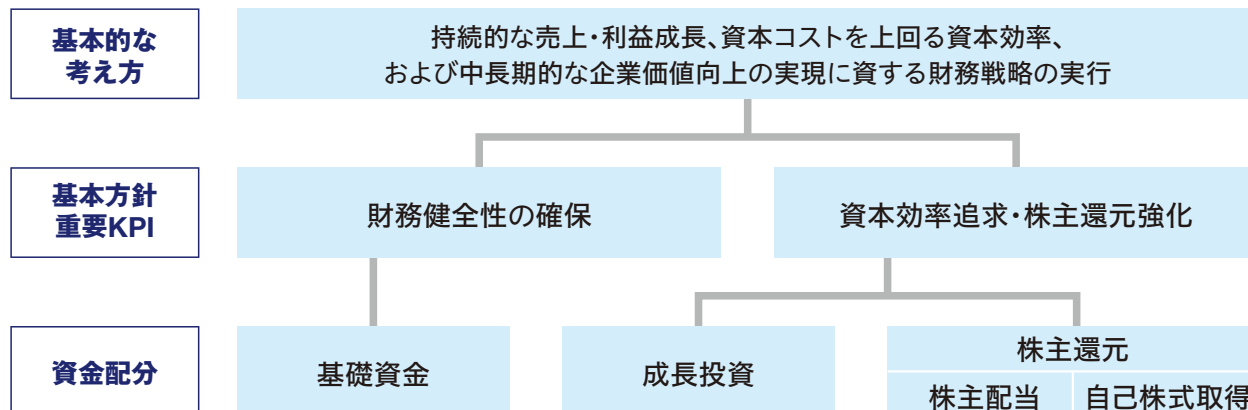 基本的な
考え方
持続的な売上・利益成長、資本コストを上回る資本効率、
および中長期的な企業価値向上の実現に資する財務戦略の実行
基本方針
重要KPI
財務健全性の確保
資本効率追求・株主還元強化
資金配分
基礎資金
成長投資
株主還元
株主配当
自己株式取得